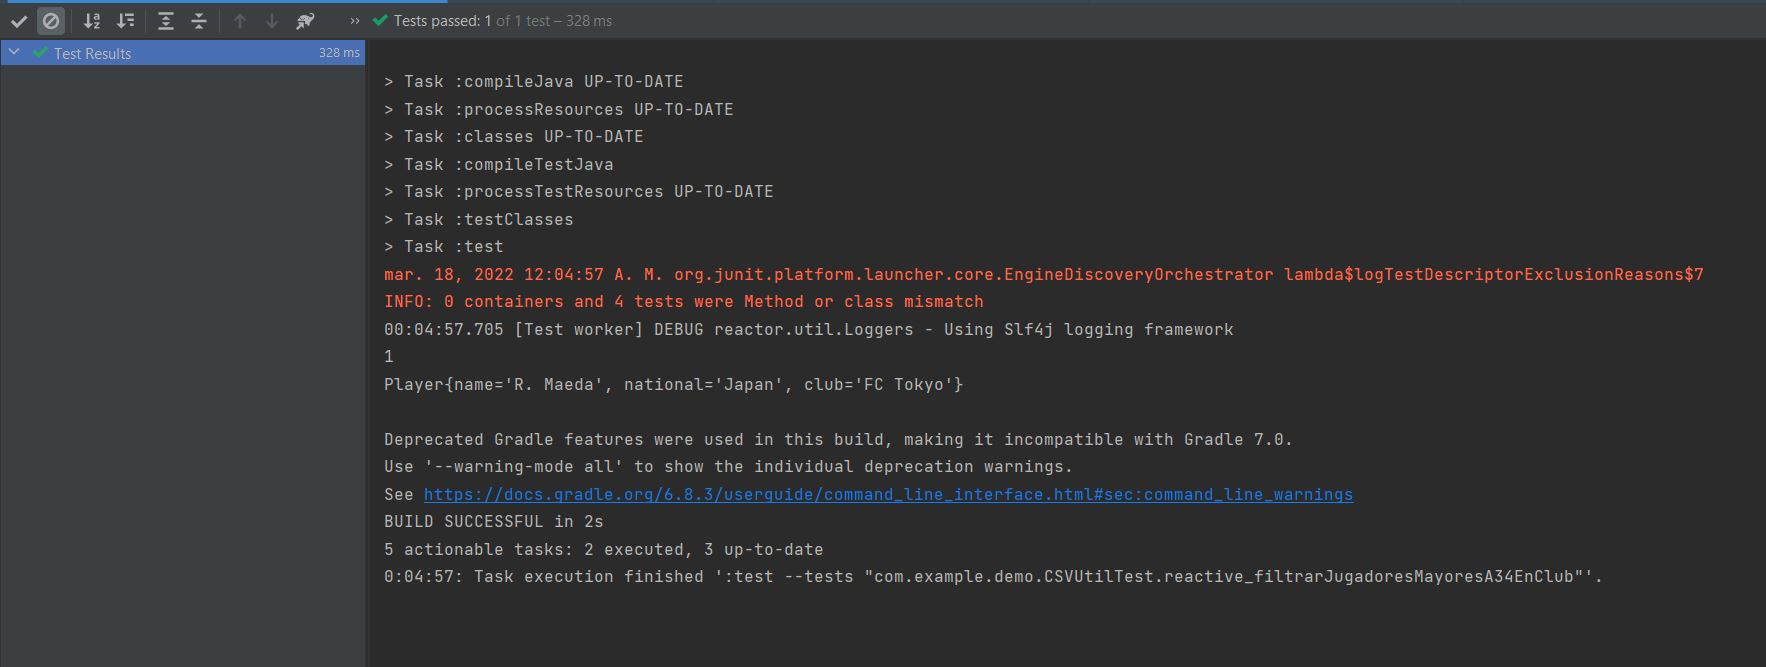 Tests passed: 1 of 1 test – 328 ms
Test Results 328 ms
> Task :compileJava UP-TO-DATE
> Task :processResources UP-TO-DATE
> Task :classes UP-TO-DATE
> Task :compileTestJava
> Task :processTestResources UP-TO-DATE
> Task :testClasses
> Task :test
mar. 18, 2022 12:04:57 A. M. org.junit.platform.launcher.core.EngineDiscoveryOrchestrator lambda$logTestDescriptorExclusionReasons$7
INFO: 0 containers and 4 tests were Method or class mismatch
00:04:57.705 [Test worker] DEBUG reactor.util.Loggers - Using Slf4j logging framework
1
Player{name='R. Maeda', national='Japan', club='FC Tokyo'}
Deprecated Gradle features were used in this build, making it incompatible with Gradle 7.0.
Use '--warning-mode all' to show the individual deprecation warnings.
See https://docs.gradle.org/6.8.3/userguide/command_line_interface.html#sec:command_line_warnings
BUILD SUCCESSFUL in 2s
5 actionable tasks: 2 executed, 3 up-to-date
0:04:57: Task execution finished ':test --tests "com.example.demo.CSVUtilTest.reactive_filtrarJugadoresMayoresA34EnClub"'.